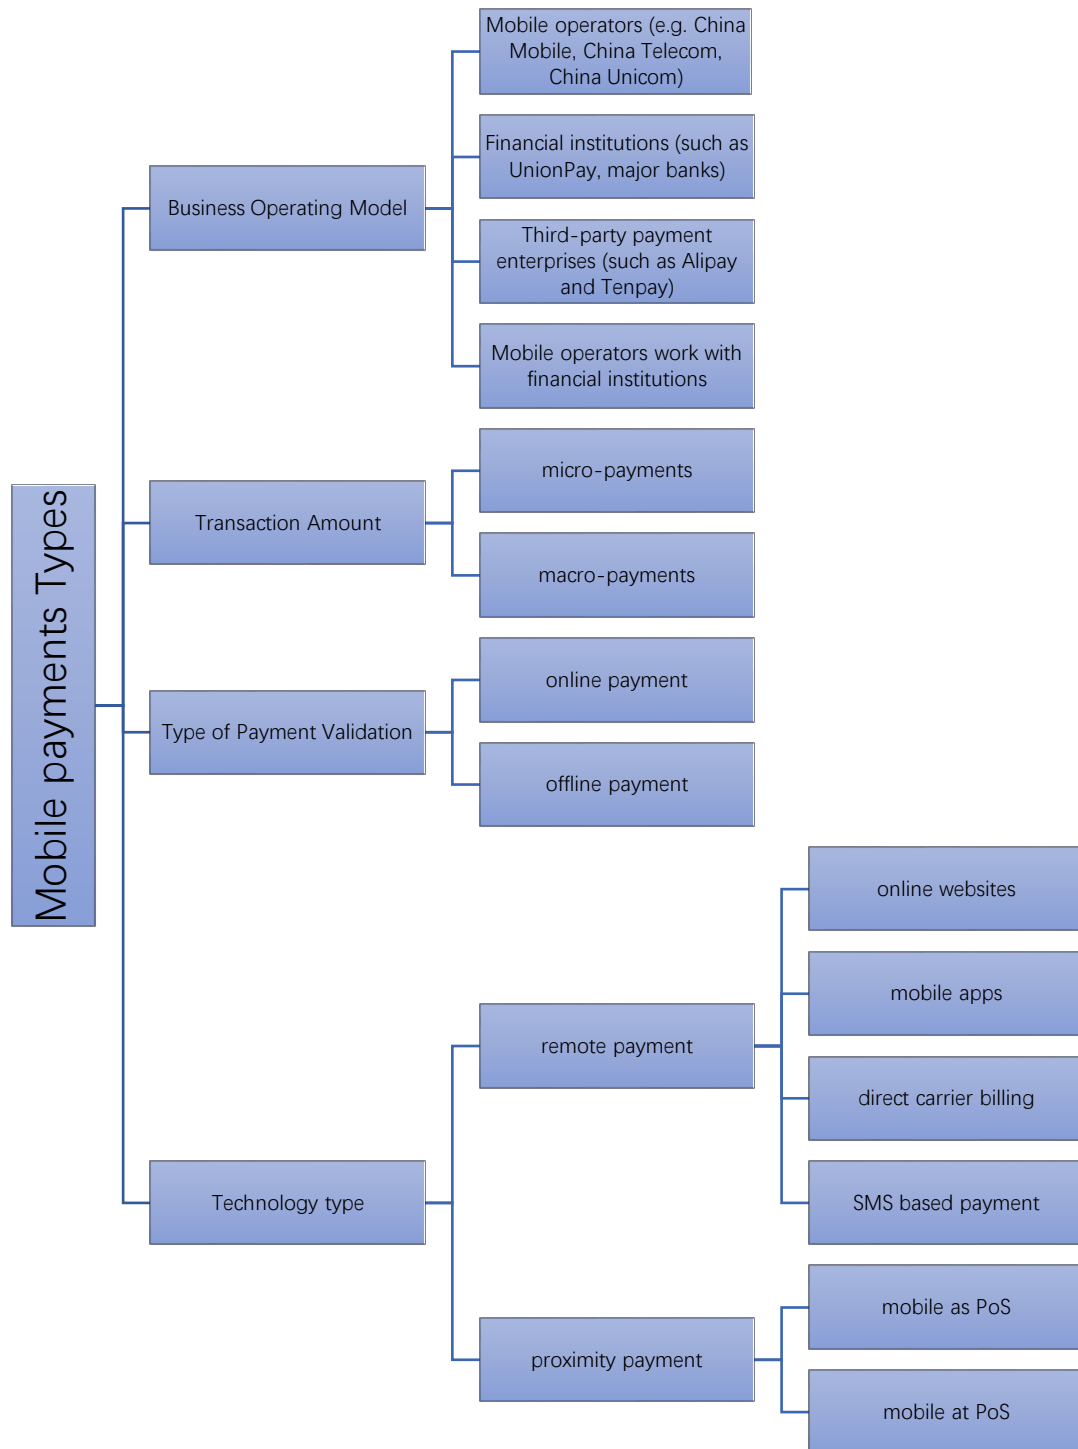 Mobile payments Types
Business Operating Model
Mobile operators (e.g. China
Mobile, China Telecom,
China Unicom)
Financial institutions (such as
UnionPay, major banks)
Third-party payment
enterprises (such as Alipay
and Tenpay)
Mobile operators work with
financial institutions
Transaction Amount
micro-payments
macro-payments
Type of Payment Validation
online payment
offline payment
Technology type
remote payment
online websites
mobile apps
direct carrier billing
SMS based payment
proximity payment
mobile as PoS
mobile at PoS